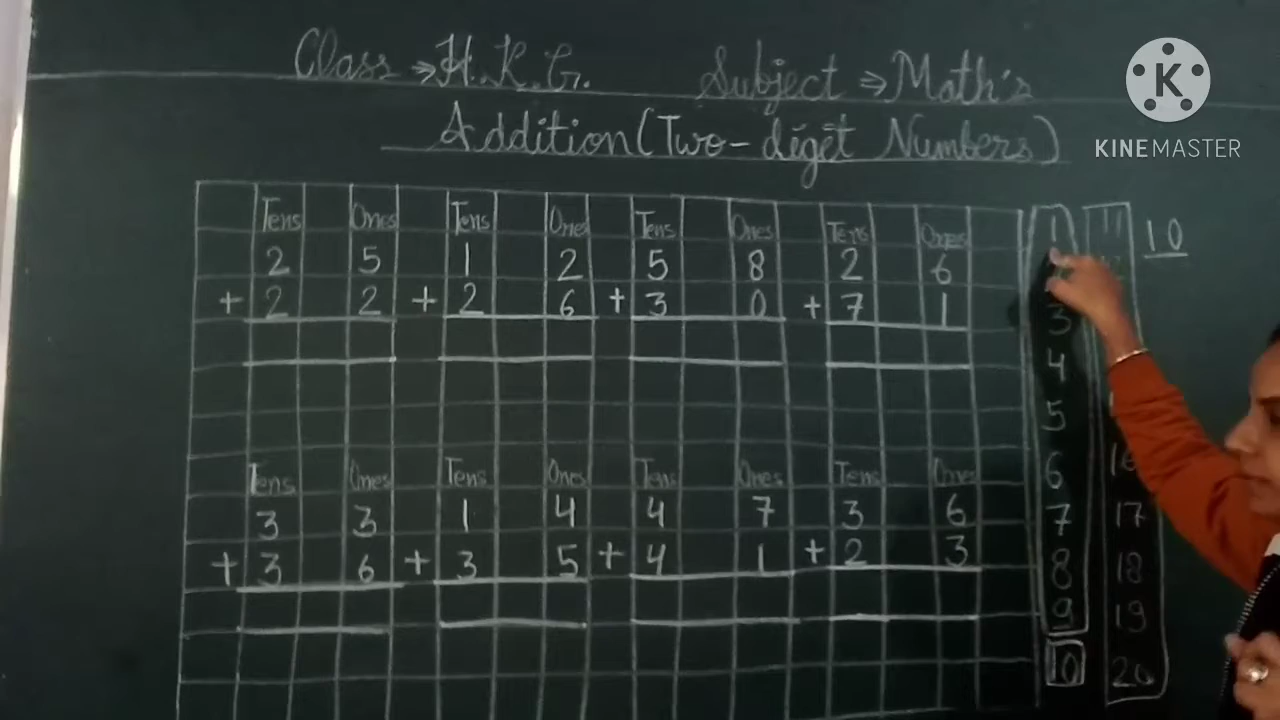 Class ⇒ H.K.G. Subject ⇒ Math's
Addition (Two-digit Numbers)
K
KINEMASTER
Tens Ones Tens Ones Tens Ones Tens Ones
2 5 1 2 5 8 2 6
+ 2 2 + 2 6 + 3 0 + 7 1
Tens Ones Tens Ones Tens Ones Tens Ones
3 3 1 4 4 7 3 6
+ 3 6 + 3 5 + 4 1 + 2 3
1 11 10
3
4
5
6 16
7 17
8 18
9 19
10 20